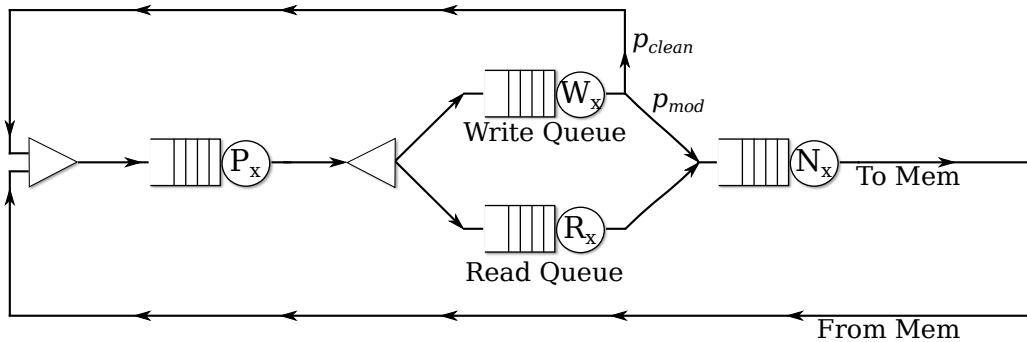 p_clean
W_x
p_mod
Write Queue
P_x
N_x
To Mem
R_x
Read Queue
From Mem